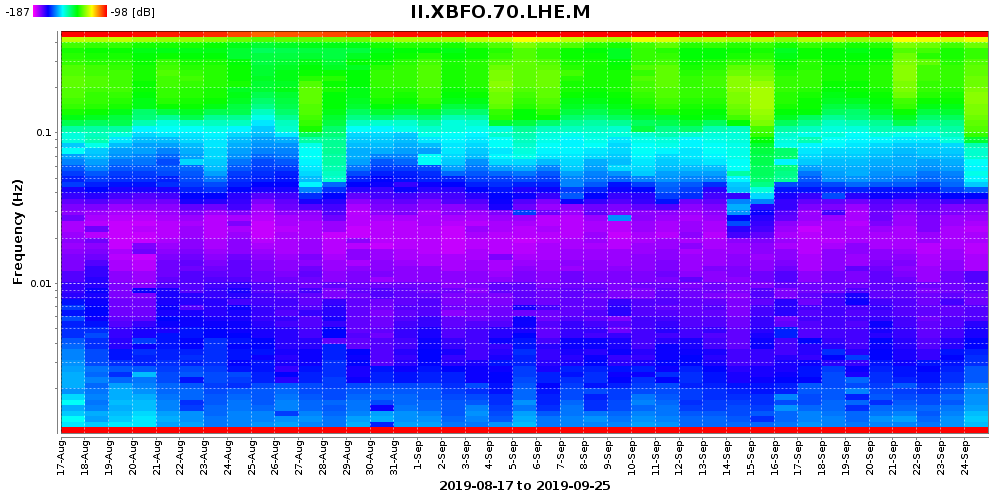 II.XBFO.70.LHE.M
-187 -98 [dB]
Frequency (Hz)
0.1
0.01
17-Aug
18-Aug
19-Aug
20-Aug
21-Aug
22-Aug
23-Aug
24-Aug
25-Aug
26-Aug
27-Aug
28-Aug
29-Aug
30-Aug
31-Aug
1-Sep
2-Sep
3-Sep
4-Sep
5-Sep
6-Sep
7-Sep
8-Sep
9-Sep
10-Sep
11-Sep
12-Sep
13-Sep
14-Sep
15-Sep
16-Sep
17-Sep
18-Sep
19-Sep
20-Sep
21-Sep
22-Sep
23-Sep
24-Sep
2019-08-17 to 2019-09-25